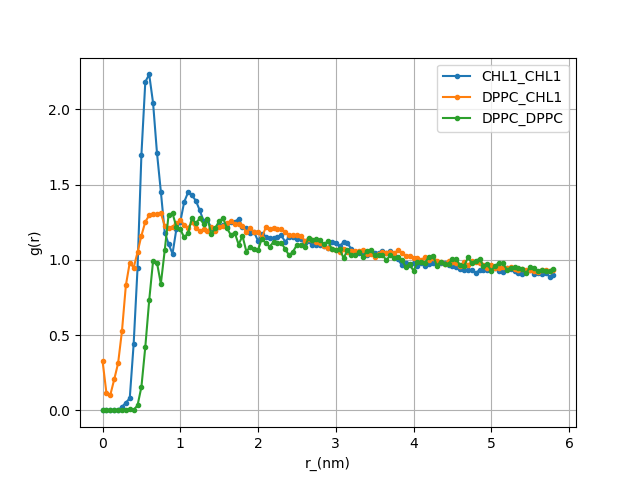 CHL1_CHL1
DPPC_CHL1
DPPC_DPPC
2.0
1.5
1.0
0.5
0.0
g(r)
0 1 2 3 4 5 6
r_(nm)